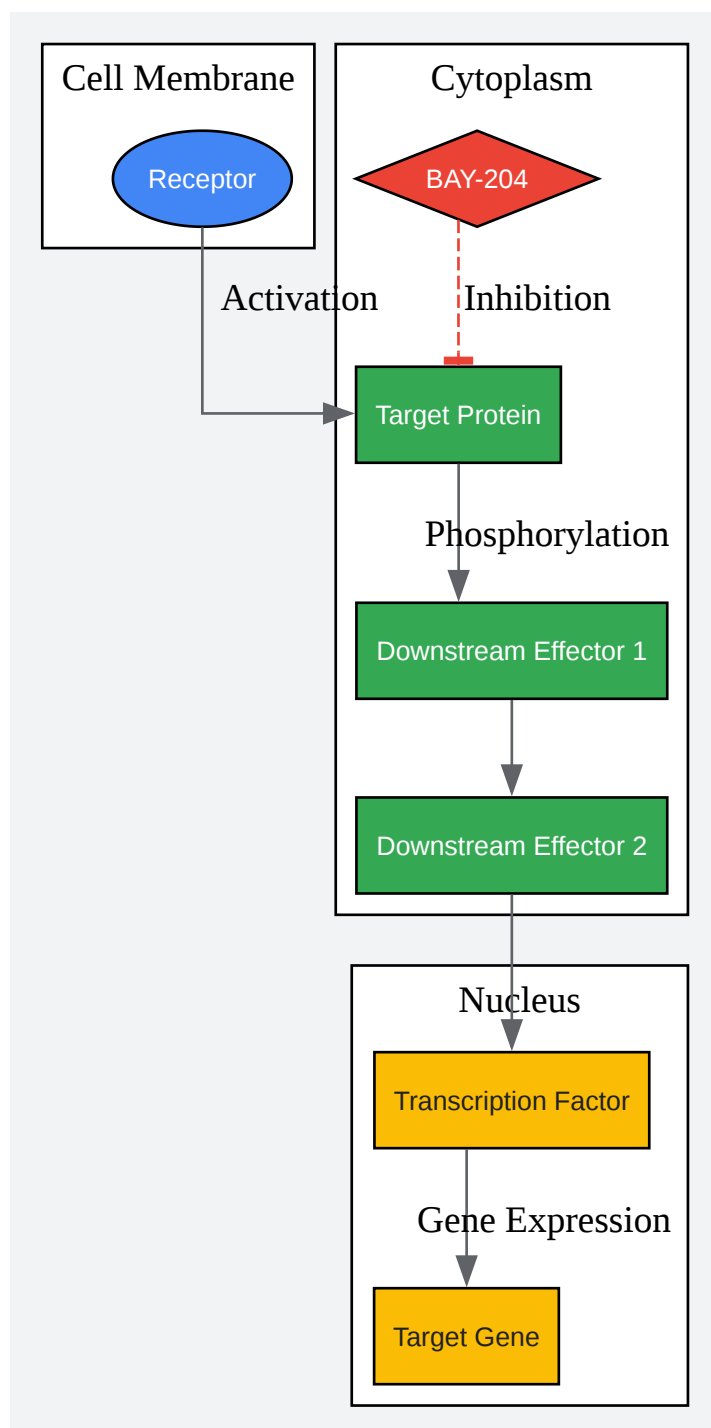 Cell Membrane
Cytoplasm
Receptor
BAY-204
Activation
Inhibition
Target Protein
Phosphorylation
Downstream Effector 1
Downstream Effector 2
Nucleus
Transcription Factor
Gene Expression
Target Gene